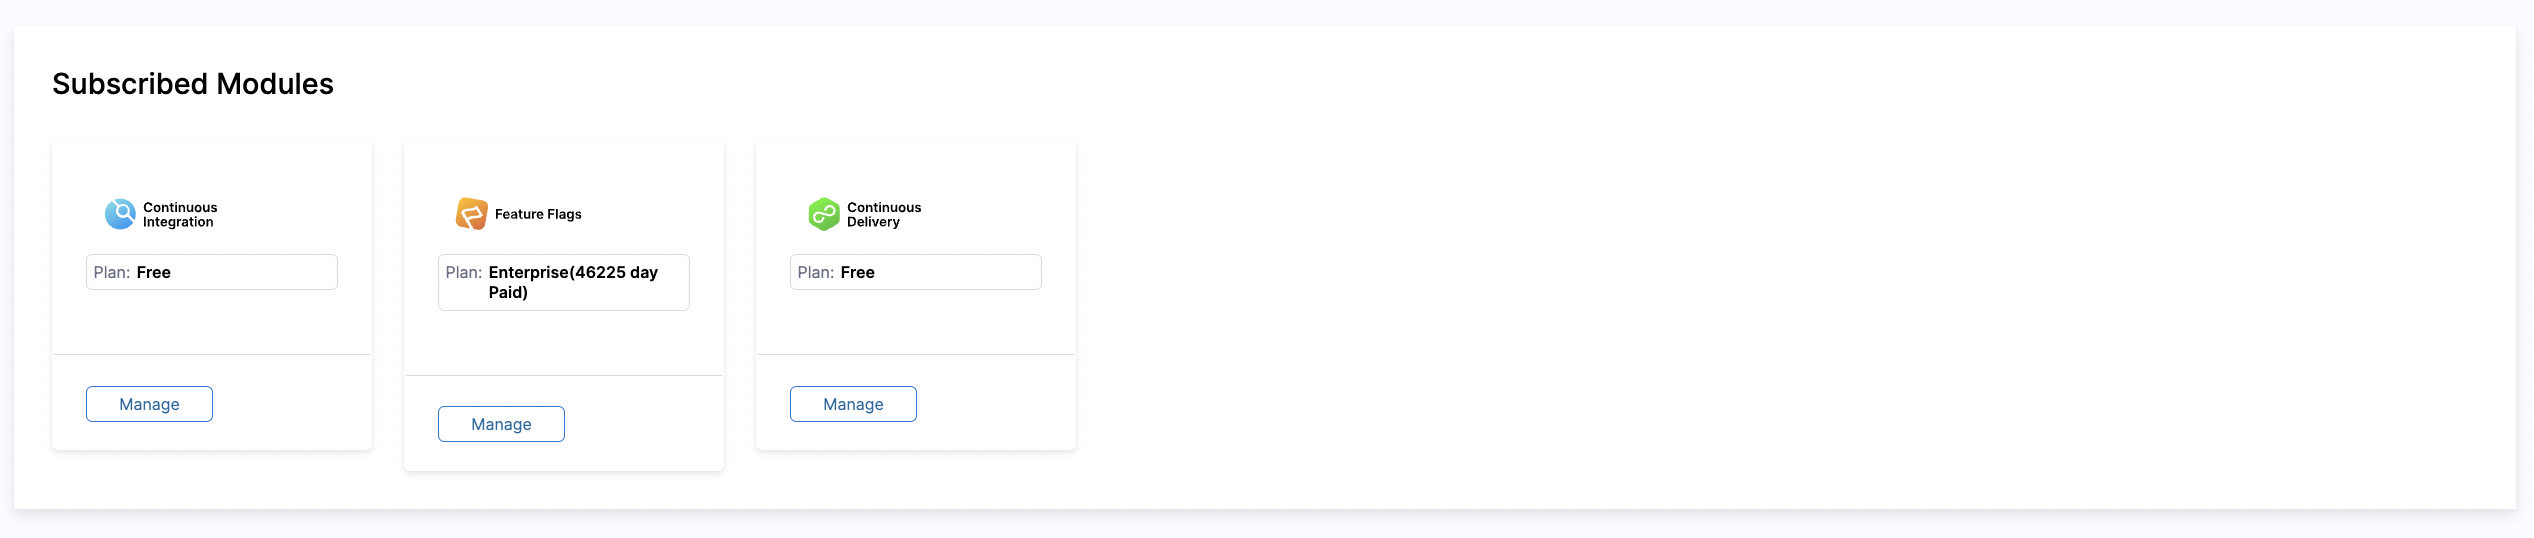 Subscribed Modules
Continuous
Integration
Plan: Free
Manage
Feature Flags
Plan: Enterprise(46225 day
Paid)
Manage
Continuous
Delivery
Plan: Free
Manage